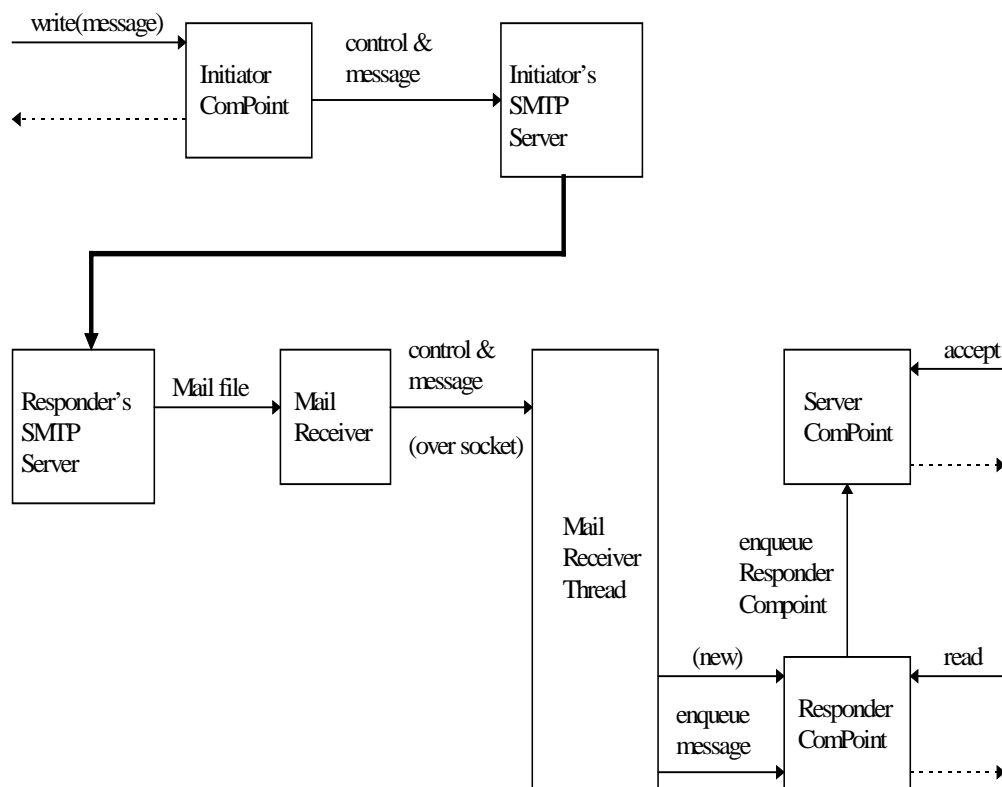 write(message)
Initiator
ComPoint
control &
message
Initiator's
SMTP
Server
Responder's
SMTP
Server
Mail file
Mail
Receiver
control &
message
(over socket)
Mail
Receiver
Thread
accept
Server
ComPoint
enqueue
Responder
Compoint
(new)
enqueue
message
read
Responder
ComPoint